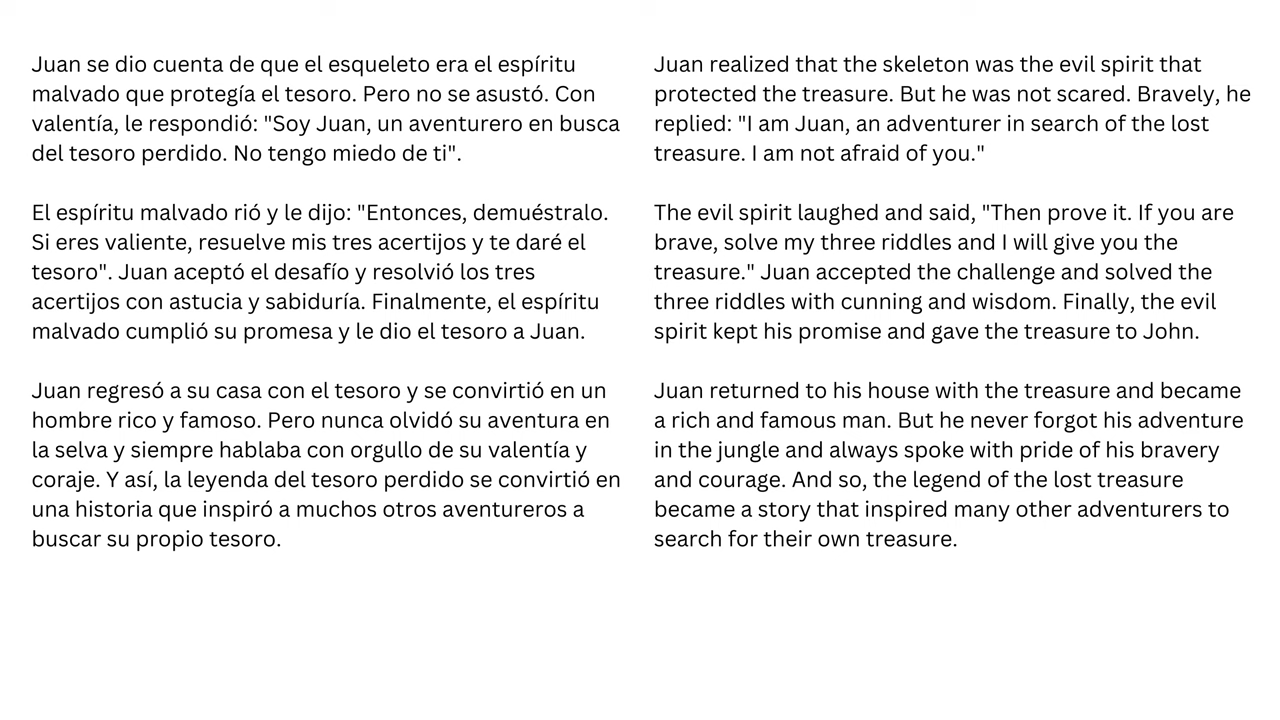 Juan se dio cuenta de que el esqueleto era el espíritu
malvado que protegía el tesoro. Pero no se asustó. Con
valentía, le respondió: "Soy Juan, un aventurero en busca
del tesoro perdido. No tengo miedo de ti".
El espíritu malvado rió y le dijo: "Entonces, demuéstralo.
Si eres valiente, resuelve mis tres acertijos y te daré el
tesoro". Juan aceptó el desafío y resolvió los tres
acertijos con astucia y sabiduría. Finalmente, el espíritu
malvado cumplió su promesa y le dio el tesoro a Juan.
Juan regresó a su casa con el tesoro y se convirtió en un
hombre rico y famoso. Pero nunca olvidó su aventura en
la selva y siempre hablaba con orgullo de su valentía y
coraje. Y así, la leyenda del tesoro perdido se convirtió en
una historia que inspiró a muchos otros aventureros a
buscar su propio tesoro.
Juan realized that the skeleton was the evil spirit that
protected the treasure. But he was not scared. Bravely, he
replied: "I am Juan, an adventurer in search of the lost
treasure. I am not afraid of you."
The evil spirit laughed and said, "Then prove it. If you are
brave, solve my three riddles and I will give you the
treasure." Juan accepted the challenge and solved the
three riddles with cunning and wisdom. Finally, the evil
spirit kept his promise and gave the treasure to John.
Juan returned to his house with the treasure and became
a rich and famous man. But he never forgot his adventure
in the jungle and always spoke with pride of his bravery
and courage. And so, the legend of the lost treasure
became a story that inspired many other adventurers to
search for their own treasure.